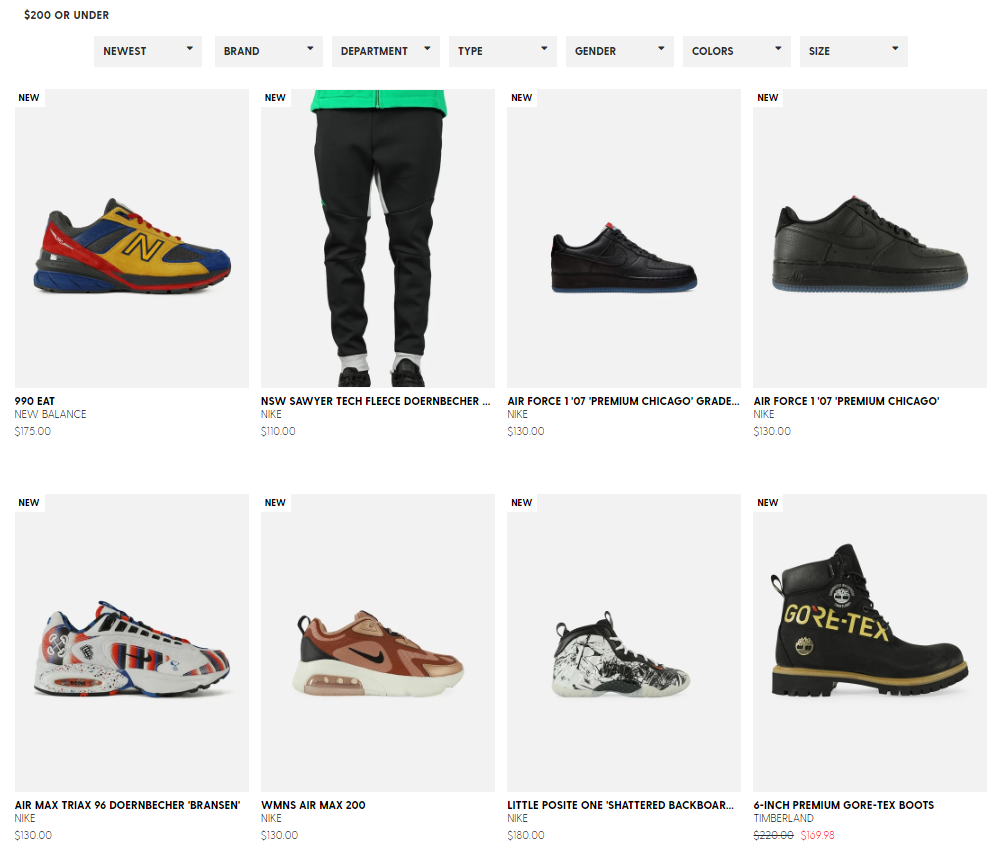 $200 OR UNDER
NEWEST BRAND DEPARTMENT TYPE GENDER COLORS SIZE
NEW NEW NEW NEW
N
990 EAT
NEW BALANCE
$175.00
NSW SAWYER TECH FLEECE DOERNBECHER ...
NIKE
$110.00
AIR FORCE 1 '07 'PREMIUM CHICAGO' GRADE...
NIKE
$130.00
AIR FORCE 1 '07 'PREMIUM CHICAGO'
NIKE
$130.00
NEW NEW NEW NEW
GORE-TEX
AIR MAX TRIAX 96 DOERNBECHER 'BRANSEN'
NIKE
$130.00
WMNS AIR MAX 200
NIKE
$130.00
LITTLE POSITE ONE 'SHATTERED BACKBOAR...
NIKE
$180.00
6-INCH PREMIUM GORE-TEX BOOTS
TIMBERLAND
$220.00 $169.98